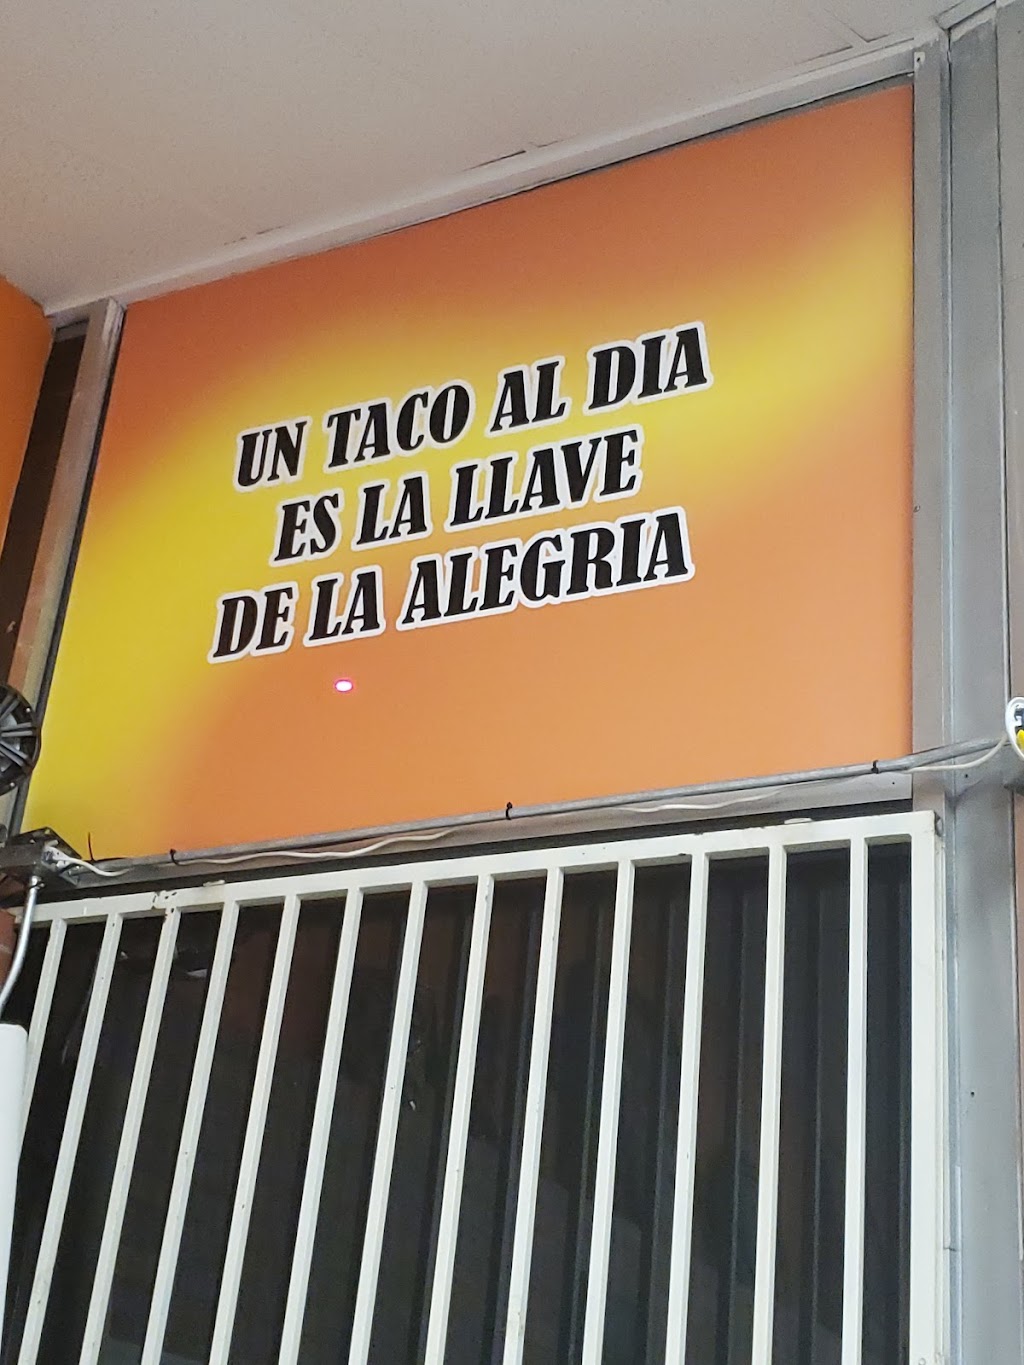 UN TACO AL DIA
ES LA LLAVE
DE LA ALEGRIA